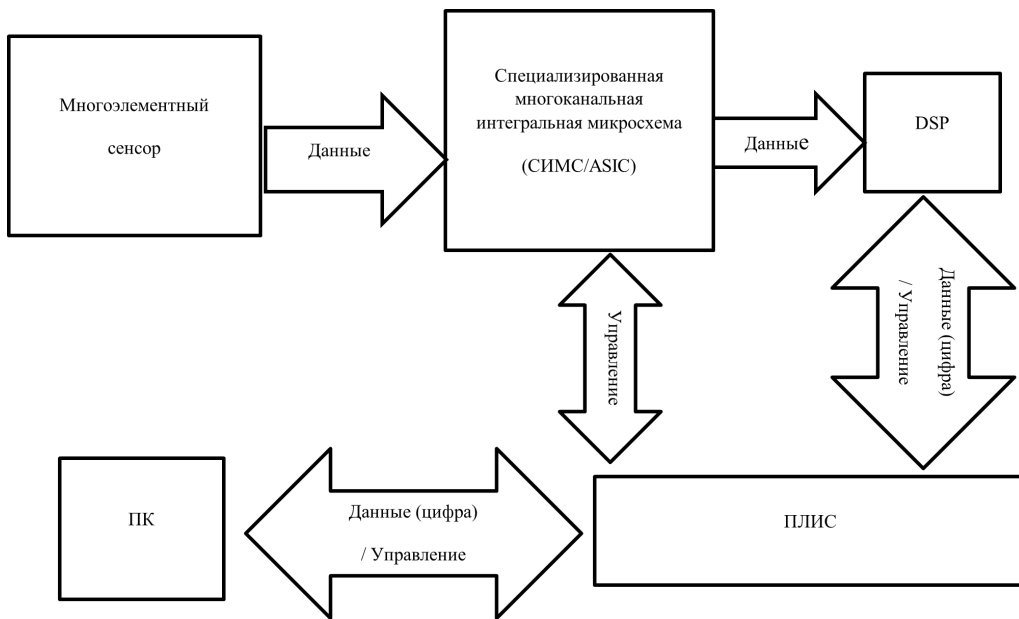 Многоэлементный
сенсор
Данные
Специализированная
многоканальная
интегральная микросхема
(СИМС/ASIC)
Данные
DSP
Управление
Данные (цифра)
/ Управление
ПК
Данные (цифра)
/ Управление
ПЛИС